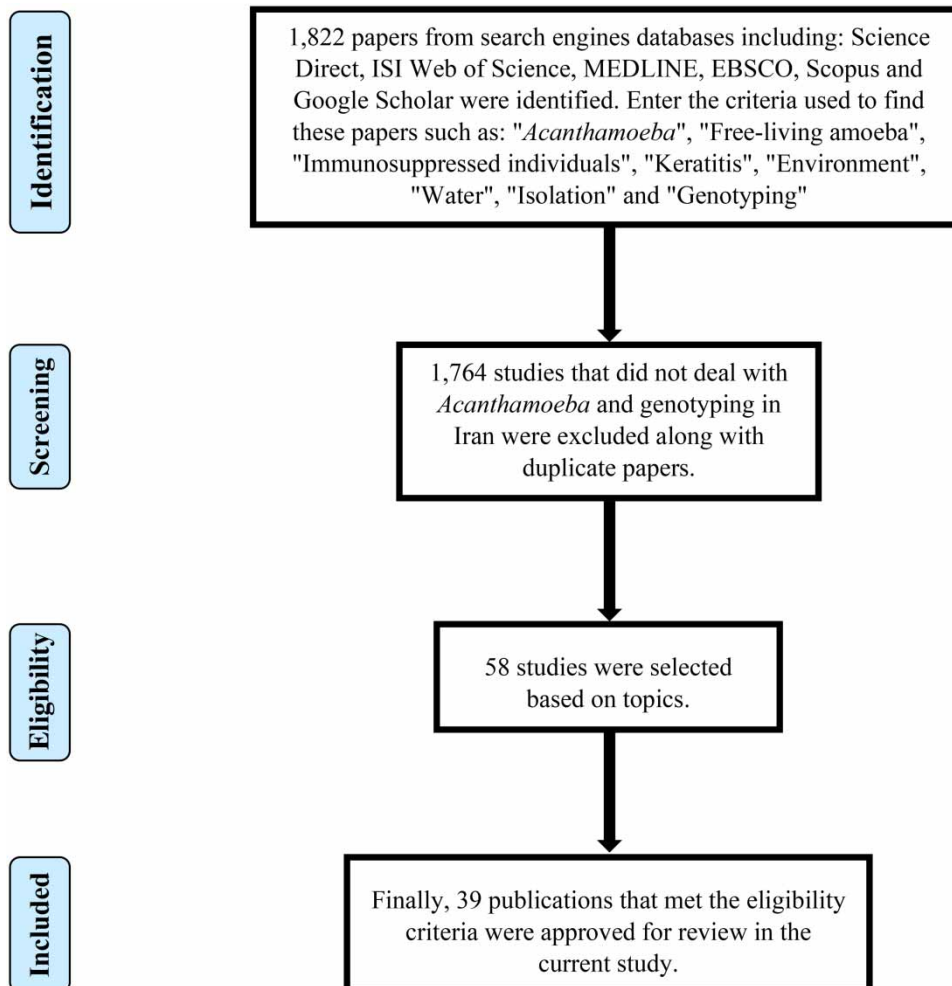 Identification
1,822 papers from search engines databases including: Science
Direct, ISI Web of Science, MEDLINE, EBSCO, Scopus and
Google Scholar were identified. Enter the criteria used to find
these papers such as: "Acanthamoeba", "Free-living amoeba",
"Immunosuppressed individuals", "Keratitis", "Environment",
"Water", "Isolation" and "Genotyping"
Screening
1,764 studies that did not deal with
Acanthamoeba and genotyping in
Iran were excluded along with
duplicate papers.
Eligibility
58 studies were selected
based on topics.
Included
Finally, 39 publications that met the eligibility
criteria were approved for review in the
current study.